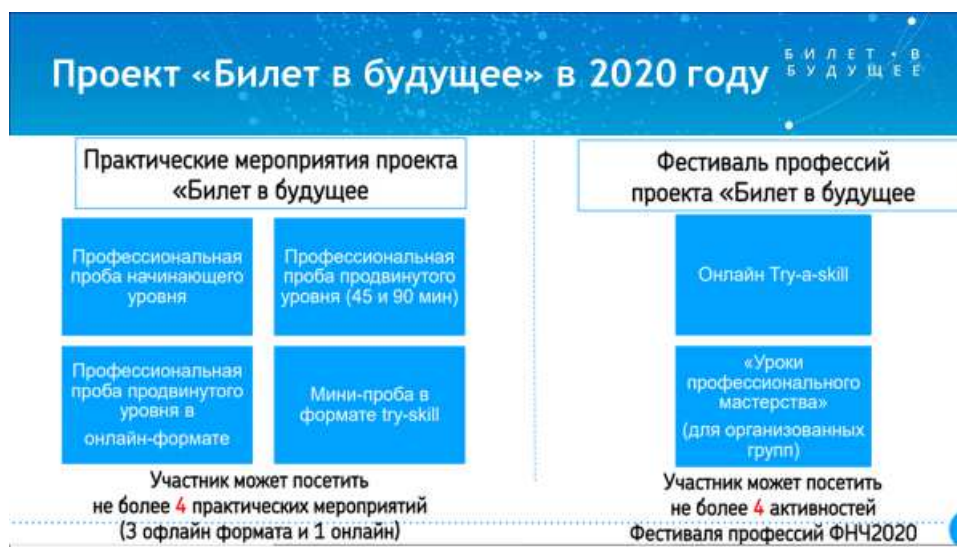 Проект «Билет в будущее» в 2020 году
БИЛЕТ • В
БУДУЩЕЕ
Практические мероприятия проекта
«Билет в будущее
Профессиональная
проба начинающего
уровня
Профессиональная
проба продвинутого
уровня (45 и 90 мин)
Профессиональная
проба продвинутого
уровня в
онлайн-формате
Мини-проба в
формате try-skill
Участник может посетить
не более 4 практических мероприятий
(3 офлайн формата и 1 онлайн)
Фестиваль профессий
проекта «Билет в будущее
Онлайн Try-a-skill
«Уроки
профессионального
мастерства»
(для организованных
групп)
Участник может посетить
не более 4 активностей
Фестиваля профессий ФНЧ2020